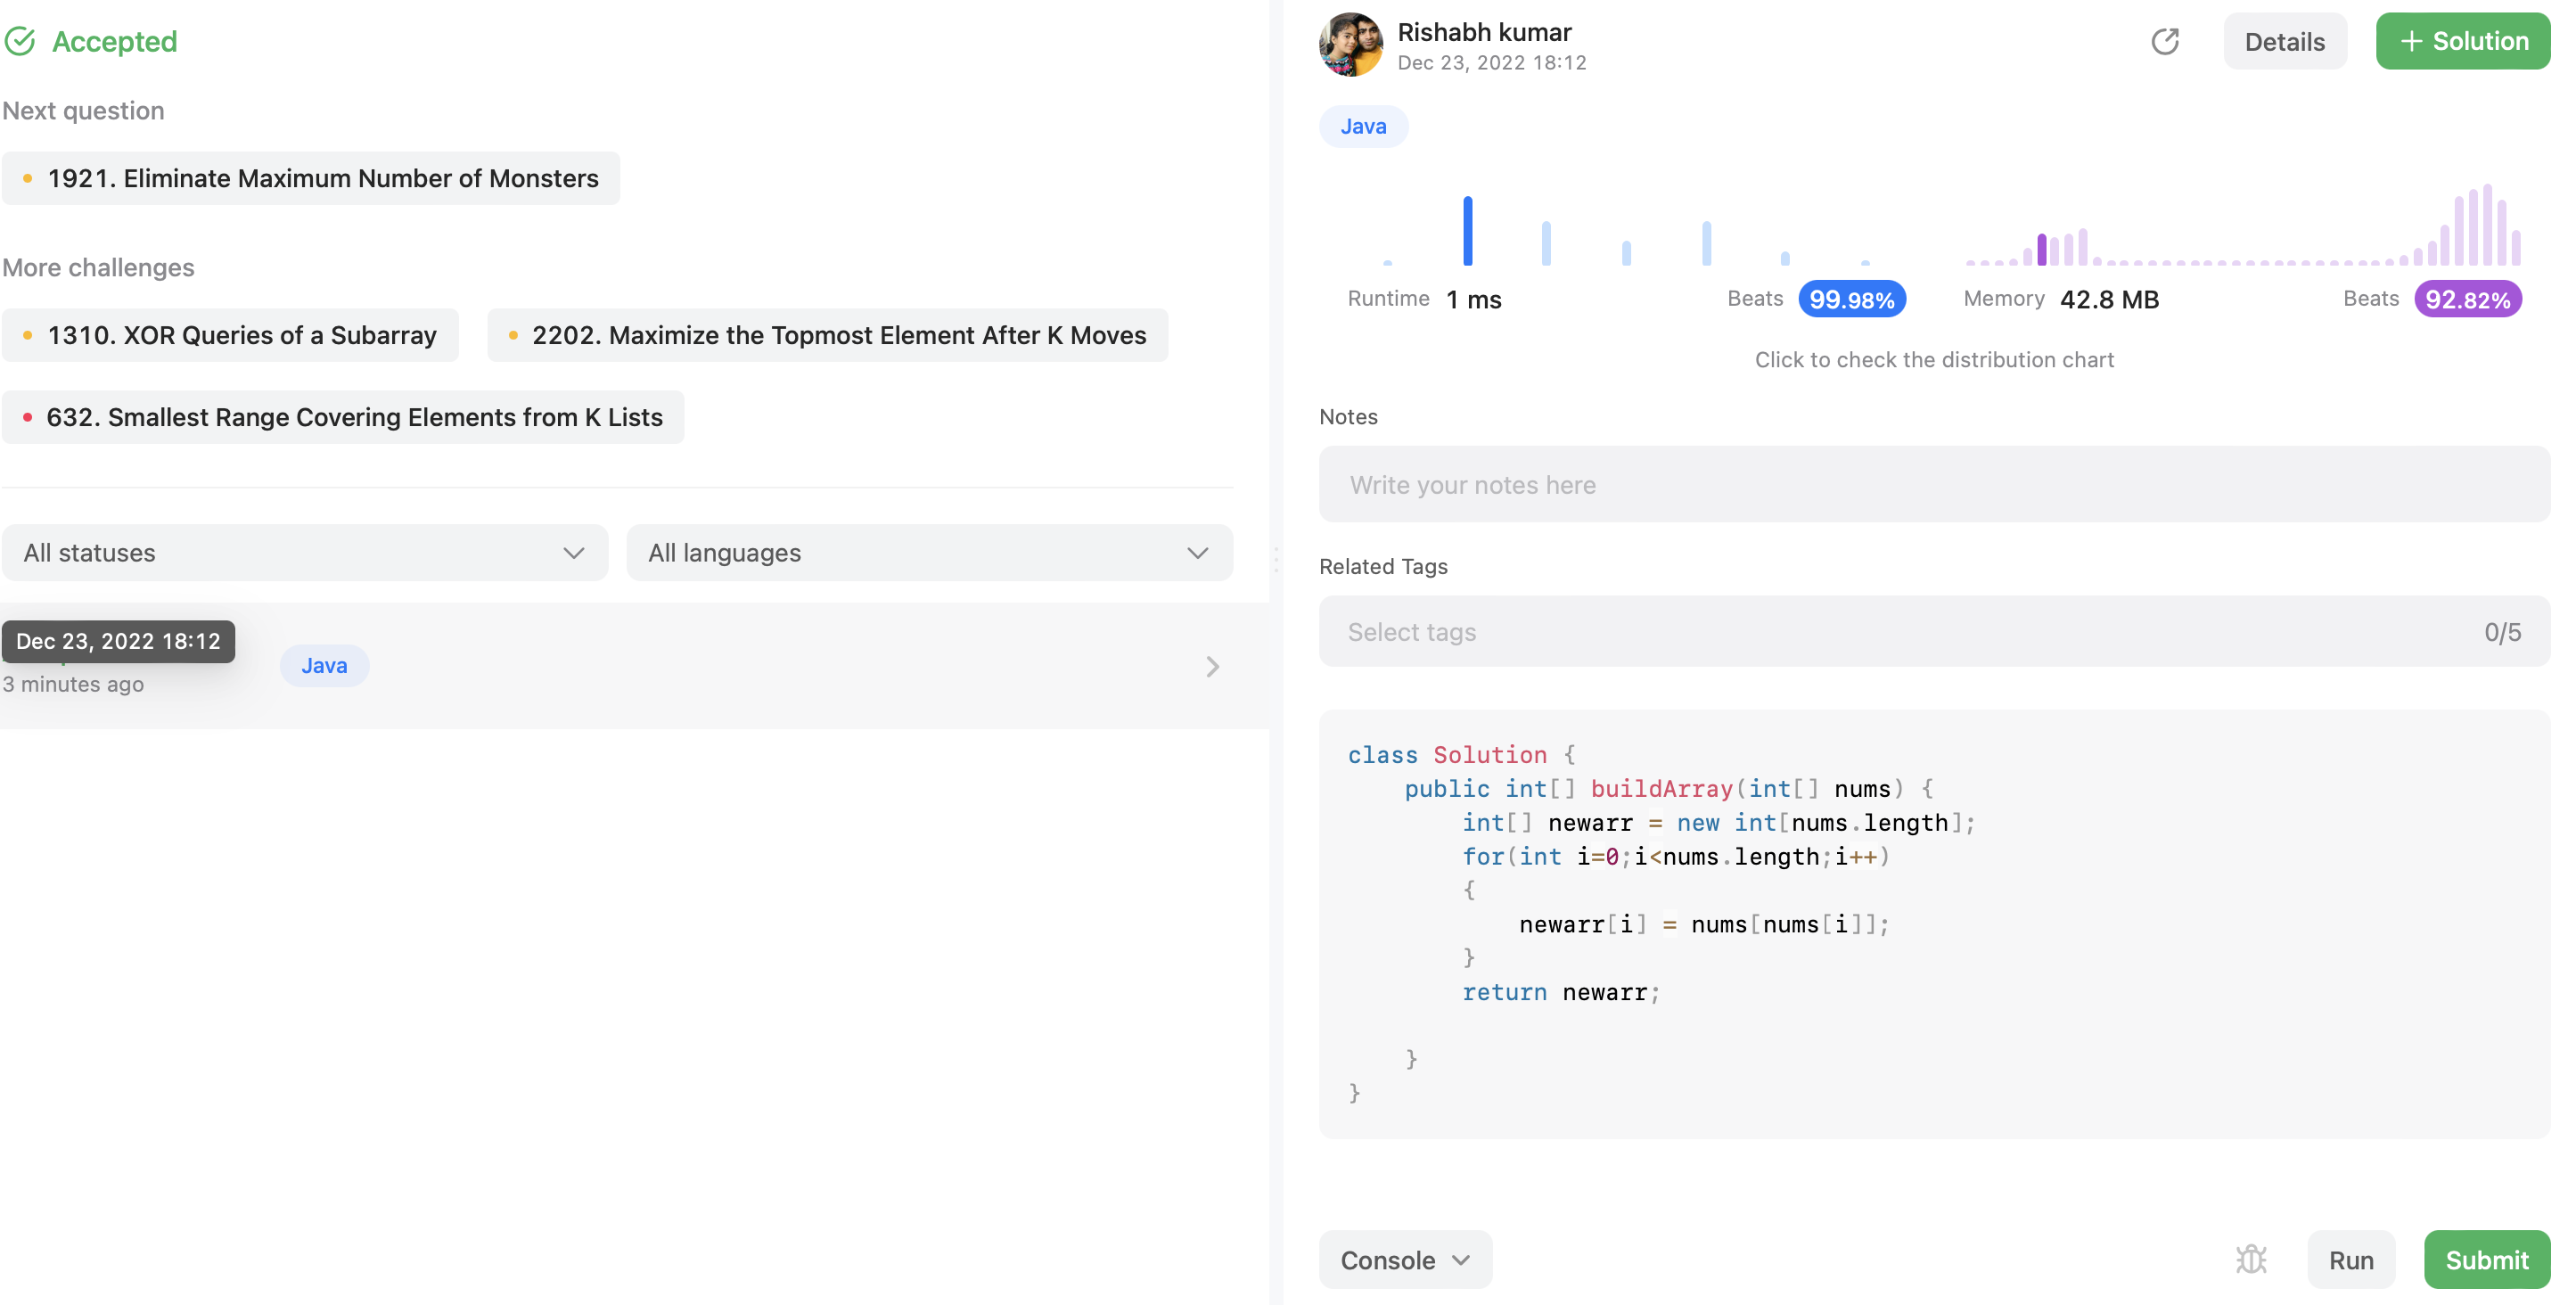 Accepted
Next question
1921. Eliminate Maximum Number of Monsters
More challenges
1310. XOR Queries of a Subarray
2202. Maximize the Topmost Element After K Moves
632. Smallest Range Covering Elements from K Lists
All statuses
All languages
Dec 23, 2022 18:12
3 minutes ago
Java
Rishabh kumar
Dec 23, 2022 18:12
Details
+ Solution
Java
Runtime 1 ms
Beats 99.98%
Memory 42.8 MB
Beats 92.82%
Click to check the distribution chart
Notes
Write your notes here
Related Tags
Select tags
0/5
class Solution {
    public int[] buildArray(int[] nums) {
        int[] newarr = new int[nums.length];
        for(int i=0;i<nums.length;i++)
        {
            newarr[i] = nums[nums[i]];
        }
        return newarr;
    }
}
Console
Run
Submit